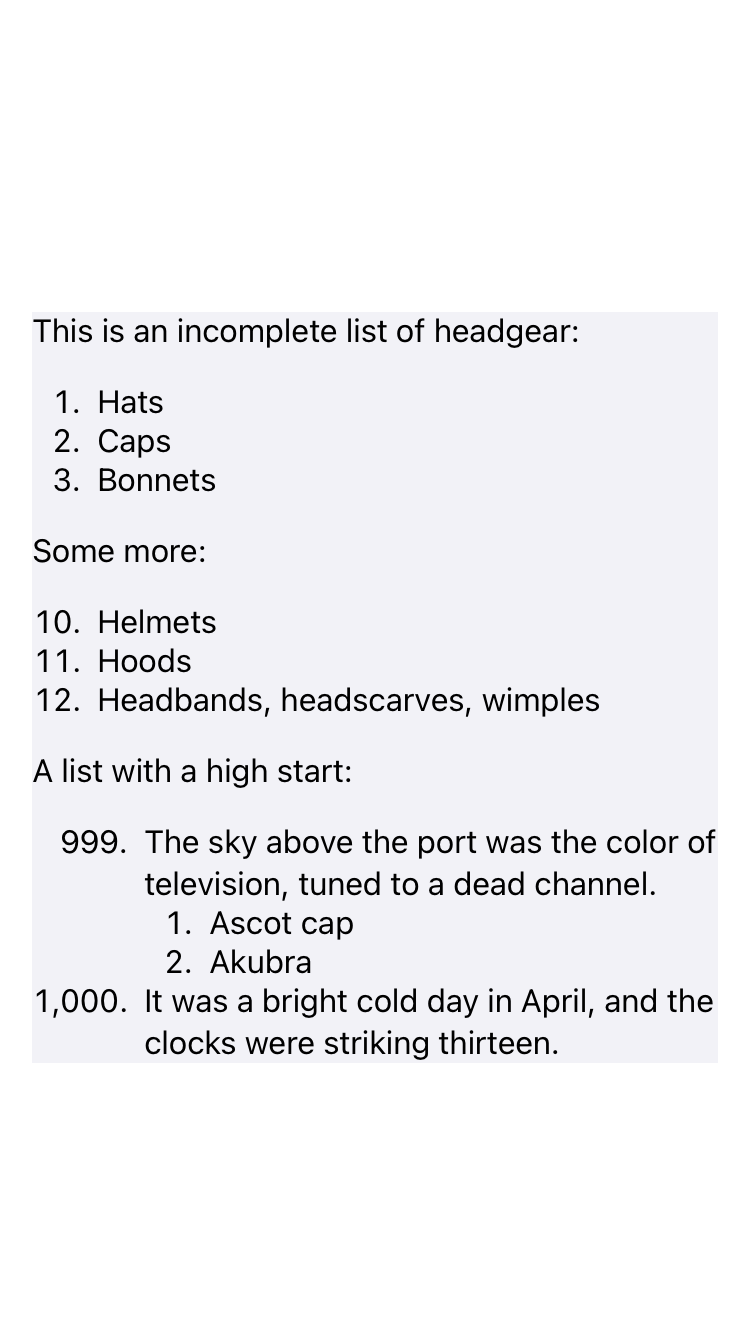 This is an incomplete list of headgear:
1. Hats
2. Caps
3. Bonnets
Some more:
10. Helmets
11. Hoods
12. Headbands, headscarves, wimples
A list with a high start:
999. The sky above the port was the color of
television, tuned to a dead channel.
1. Ascot cap
2. Akubra
1,000. It was a bright cold day in April, and the
clocks were striking thirteen.